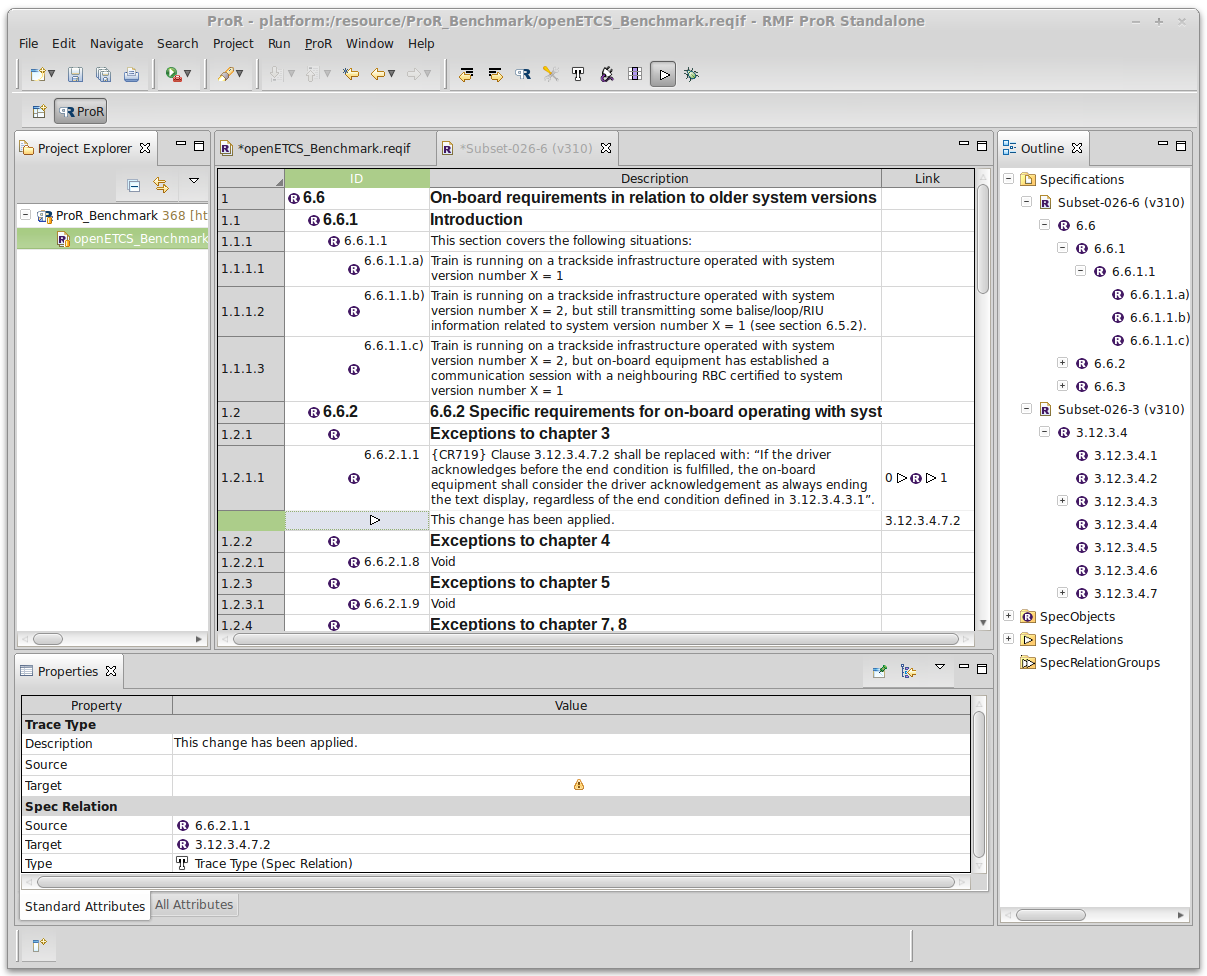 ProR - platform:/resource/ProR_Benchmark/openETCS_Benchmark.reqif - RMF ProR Standalone
File Edit Navigate Search Project Run ProR Window Help
ProR
Project Explorer
ProR_Benchmark 368 [ht
openETCS_Benchmark
*openETCS_Benchmark.reqif
*Subset-026-6 (v310)
ID Description Link
1 6.6 On-board requirements in relation to older system versions
1.1 6.6.1 Introduction
1.1.1 6.6.1.1 This section covers the following situations:
1.1.1.1 6.6.1.1.a) Train is running on a trackside infrastructure operated with system
version number X = 1
1.1.1.2 6.6.1.1.b) Train is running on a trackside infrastructure operated with system
version number X = 2, but still transmitting some balise/loop/RIU
information related to system version number X = 1 (see section 6.5.2).
1.1.1.3 6.6.1.1.c) Train is running on a trackside infrastructure operated with system
version number X = 2, but on-board equipment has established a
communication session with a neighbouring RBC certified to system
version number X = 1
1.2 6.6.2 6.6.2 Specific requirements for on-board operating with syst
1.2.1 Exceptions to chapter 3
1.2.1.1 6.6.2.1.1 {CR719} Clause 3.12.3.4.7.2 shall be replaced with: “If the driver
acknowledges before the end condition is fulfilled, the on-board
equipment shall consider the driver acknowledgement as always ending
the text display, regardless of the end condition defined in 3.12.3.4.3.1”.
0 ▷ R ▷ 1
This change has been applied. 3.12.3.4.7.2
1.2.2 Exceptions to chapter 4
1.2.2.1 6.6.2.1.8 Void
1.2.3 Exceptions to chapter 5
1.2.3.1 6.6.2.1.9 Void
1.2.4 Exceptions to chapter 7, 8
Outline
Specifications
Subset-026-6 (v310)
6.6
6.6.1
6.6.1.1
6.6.1.1.a)
6.6.1.1.b)
6.6.1.1.c)
6.6.2
6.6.3
Subset-026-3 (v310)
3.12.3.4
3.12.3.4.1
3.12.3.4.2
3.12.3.4.3
3.12.3.4.4
3.12.3.4.5
3.12.3.4.6
3.12.3.4.7
SpecObjects
SpecRelations
SpecRelationGroups
Properties
Property Value
Trace Type
Description This change has been applied.
Source
Target
Spec Relation
Source 6.6.2.1.1
Target 3.12.3.4.7.2
Type Trace Type (Spec Relation)
Standard Attributes All Attributes